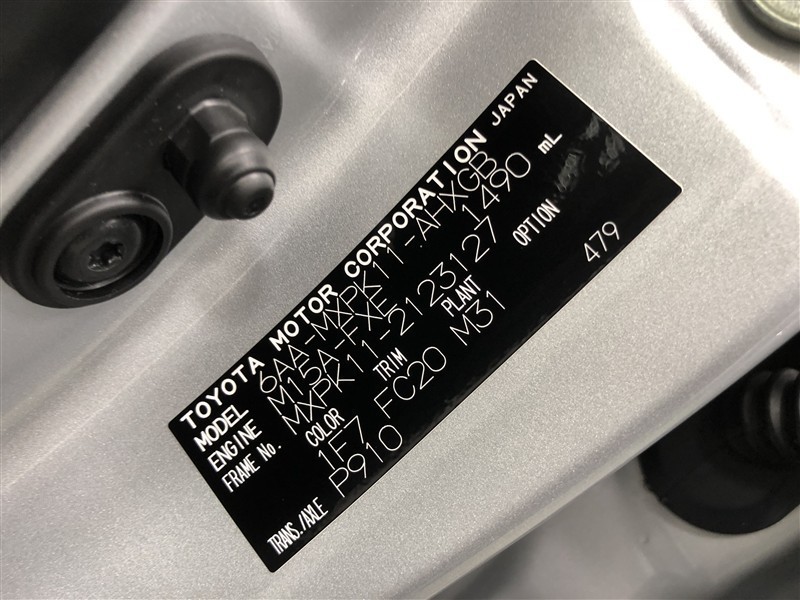 TOYOTA MOTOR CORPORATION JAPAN
MODEL 6AA-MXPK11-AHXGB
ENGINE M15A-FXE 1490 mL
FRAME No. MXPK11-2123127
COLOR TRIM PLANT OPTION
1F7 FC20 M31 479
TRANS./AXLE P910